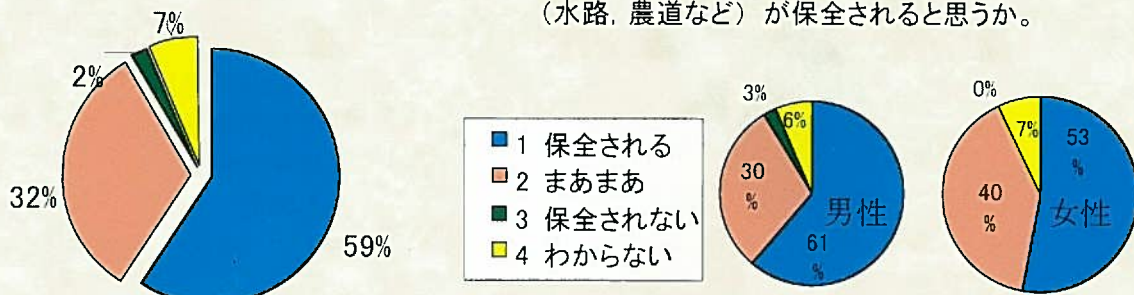 (水路，農道など) が保全されると思うか。
7%
2%
32%
59%
1 保全される
2 まあまあ
3 保全されない
4 わからない
3%
6%
30
%
男性
61
%
0%
7%
53
%
40
%
女性